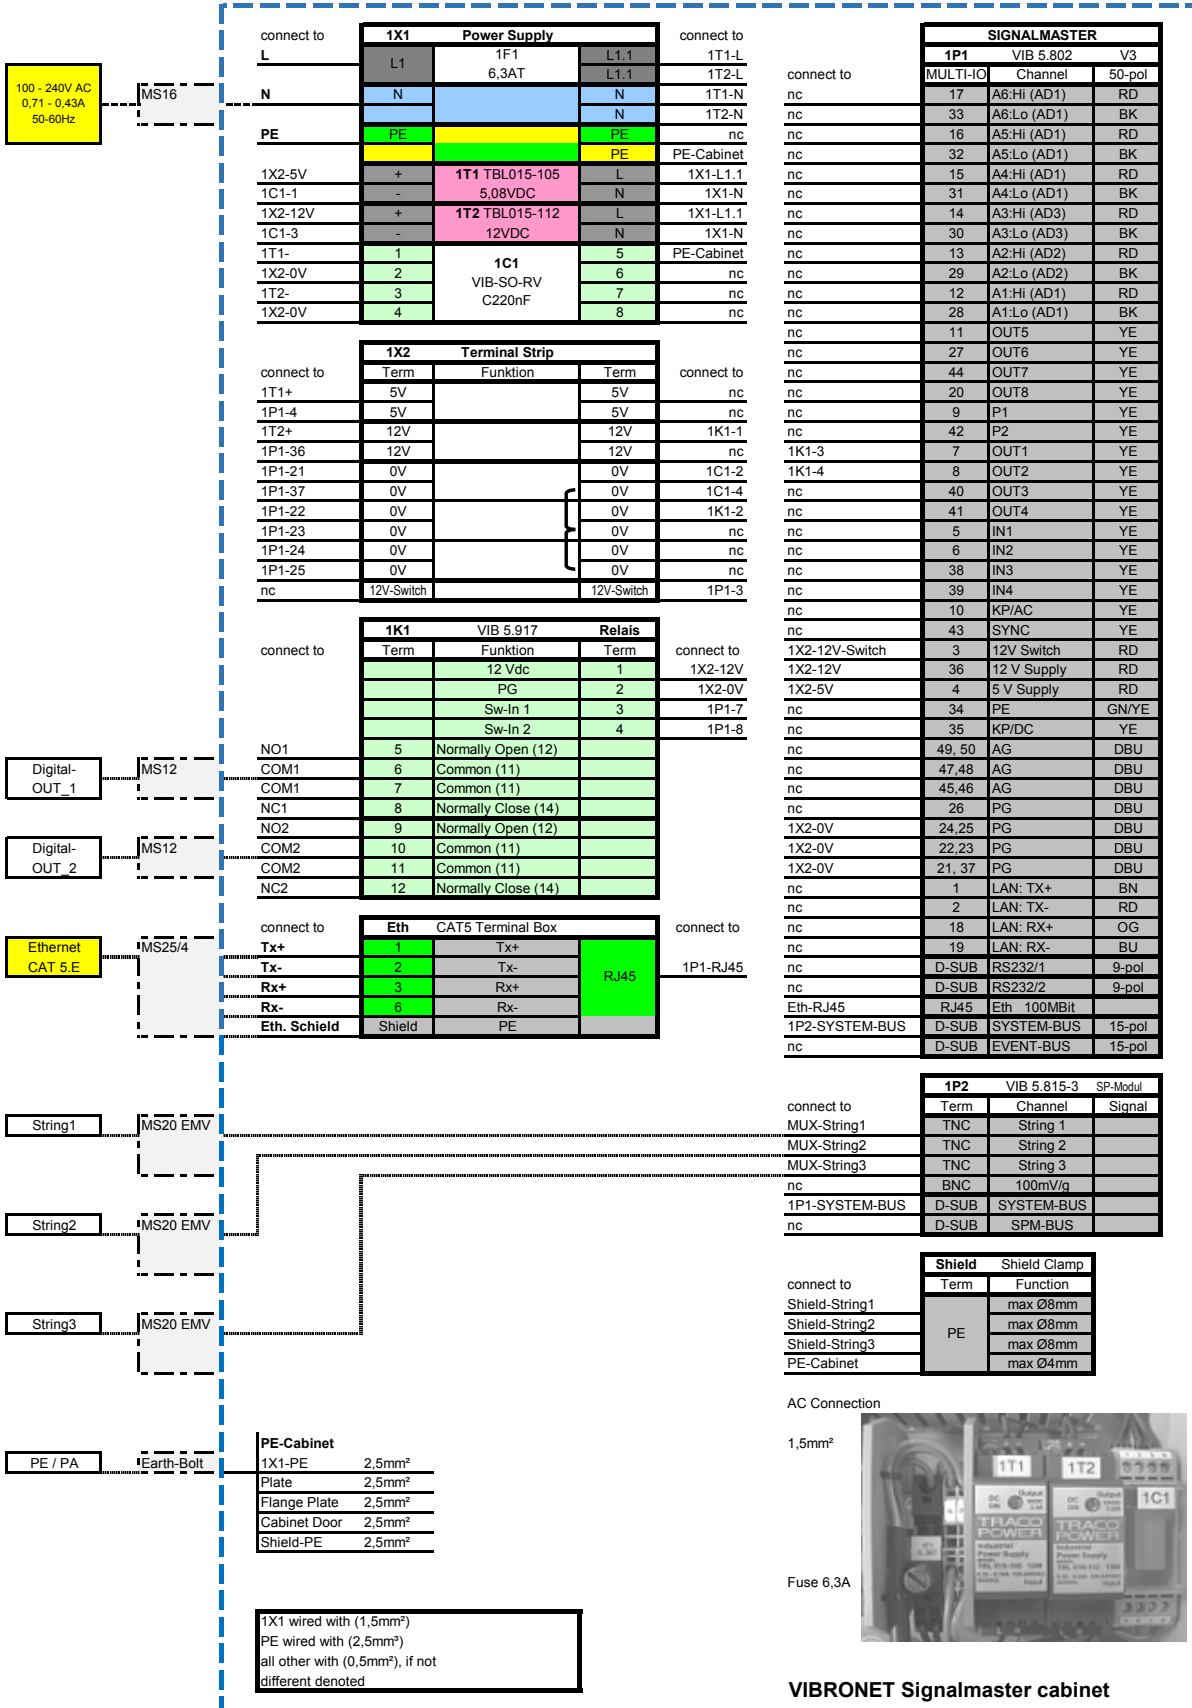 connect to 1X1 Power Supply connect to
L L1 1F1 L1.1 1T1-L
6,3AT L1.1 1T2-L
N N N 1T1-N
N 1T2-N
PE PE PE nc
PE PE-Cabinet
1X2-5V + 1T1 TBL015-105 L 1X1-L1.1
1C1-1 - 5,08VDC N 1X1-N
1X2-12V + 1T2 TBL015-112 L 1X1-L1.1
1C1-3 - 12VDC N 1X1-N
1T1- 1 1C1 5 PE-Cabinet
1X2-0V 2 VIB-SO-RV 6 nc
1T2- 3 C220nF 7 nc
1X2-0V 4 8 nc
100 - 240V AC
0,71 - 0,43A
50-60Hz
MS16
1X2 Terminal Strip
connect to Term Funktion Term connect to
1T1+ 5V 5V nc
1P1-4 5V 5V nc
1T2+ 12V 12V 1K1-1
1P1-36 12V 12V nc
1P1-21 0V 0V 1C1-2
1P1-37 0V 0V 1C1-4
1P1-22 0V 0V 1K1-2
1P1-23 0V 0V nc
1P1-24 0V 0V nc
1P1-25 0V 0V nc
nc 12V-Switch 12V-Switch 1P1-3
1K1 VIB 5.917 Relais
connect to Term Funktion Term connect to
12 Vdc 1 1X2-12V
PG 2 1X2-0V
Sw-In 1 3 1P1-7
Sw-In 2 4 1P1-8
NO1 5 Normally Open (12)
COM1 6 Common (11)
COM1 7 Common (11)
NC1 8 Normally Close (14)
NO2 9 Normally Open (12)
COM2 10 Common (11)
COM2 11 Common (11)
NC2 12 Normally Close (14)
Digital-
OUT_1
MS12
Digital-
OUT_2
MS12
connect to Eth CAT5 Terminal Box connect to
Tx+ 1 Tx+
Tx- 2 Tx- RJ45 1P1-RJ45
Rx+ 3 Rx+
Rx- 6 Rx-
Eth. Schield Shield PE
Ethernet
CAT 5.E
MS25/4
SIGNALMASTER
1P1 VIB 5.802 V3
connect to MULTI-IO Channel 50-pol
nc 17 A6:Hi (AD1) RD
nc 33 A6:Lo (AD1) BK
nc 16 A5:Hi (AD1) RD
nc 32 A5:Lo (AD1) BK
nc 15 A4:Hi (AD1) RD
nc 31 A4:Lo (AD1) BK
nc 14 A3:Hi (AD3) RD
nc 30 A3:Lo (AD3) BK
nc 13 A2:Hi (AD2) RD
nc 29 A2:Lo (AD2) BK
nc 12 A1:Hi (AD1) RD
nc 28 A1:Lo (AD1) BK
nc 11 OUT5 YE
nc 27 OUT6 YE
nc 44 OUT7 YE
nc 20 OUT8 YE
nc 9 P1 YE
nc 42 P2 YE
1K1-3 7 OUT1 YE
1K1-4 8 OUT2 YE
nc 40 OUT3 YE
nc 41 OUT4 YE
nc 5 IN1 YE
nc 6 IN2 YE
nc 38 IN3 YE
nc 39 IN4 YE
nc 10 KP/AC YE
nc 43 SYNC YE
1X2-12V-Switch 3 12V Switch RD
1X2-12V 36 12 V Supply RD
1X2-5V 4 5 V Supply RD
nc 34 PE GN/YE
nc 35 KP/DC YE
nc 49, 50 AG DBU
nc 47,48 AG DBU
nc 45,46 AG DBU
nc 26 PG DBU
1X2-0V 24,25 PG DBU
1X2-0V 22,23 PG DBU
1X2-0V 21, 37 PG DBU
nc 1 LAN: TX+ BN
nc 2 LAN: TX- RD
nc 18 LAN: RX+ OG
nc 19 LAN: RX- BU
nc D-SUB RS232/1 9-pol
nc D-SUB RS232/2 9-pol
Eth-RJ45 RJ45 Eth 100MBit
1P2-SYSTEM-BUS D-SUB SYSTEM-BUS 15-pol
nc D-SUB EVENT-BUS 15-pol
1P2 VIB 5.815-3 SP-Modul
connect to Term Channel Signal
MUX-String1 TNC String 1
MUX-String2 TNC String 2
MUX-String3 TNC String 3
nc BNC 100mV/g
1P1-SYSTEM-BUS D-SUB SYSTEM-BUS
nc D-SUB SPM-BUS
String1 MS20 EMV
String2 MS20 EMV
String3 MS20 EMV
Shield Shield Clamp
connect to Term Function
Shield-String1 PE max Ø8mm
Shield-String2 max Ø8mm
Shield-String3 max Ø8mm
PE-Cabinet max Ø4mm
PE / PA Earth-Bolt
PE-Cabinet
1X1-PE 2,5mm²
Plate 2,5mm²
Flange Plate 2,5mm²
Cabinet Door 2,5mm²
Shield-PE 2,5mm²
AC Connection
1,5mm²
Fuse 6,3A
1T1 1T2 1C1
DC ON Output
DC ON Output
TRACO POWER
TRACO POWER
Industrial
Power Supply
Industrial
Power Supply
Input
Input
1X1 wired with (1,5mm²)
PE wired with (2,5mm³)
all other with (0,5mm²), if not
different denoted
VIBRONET Signalmaster cabinet